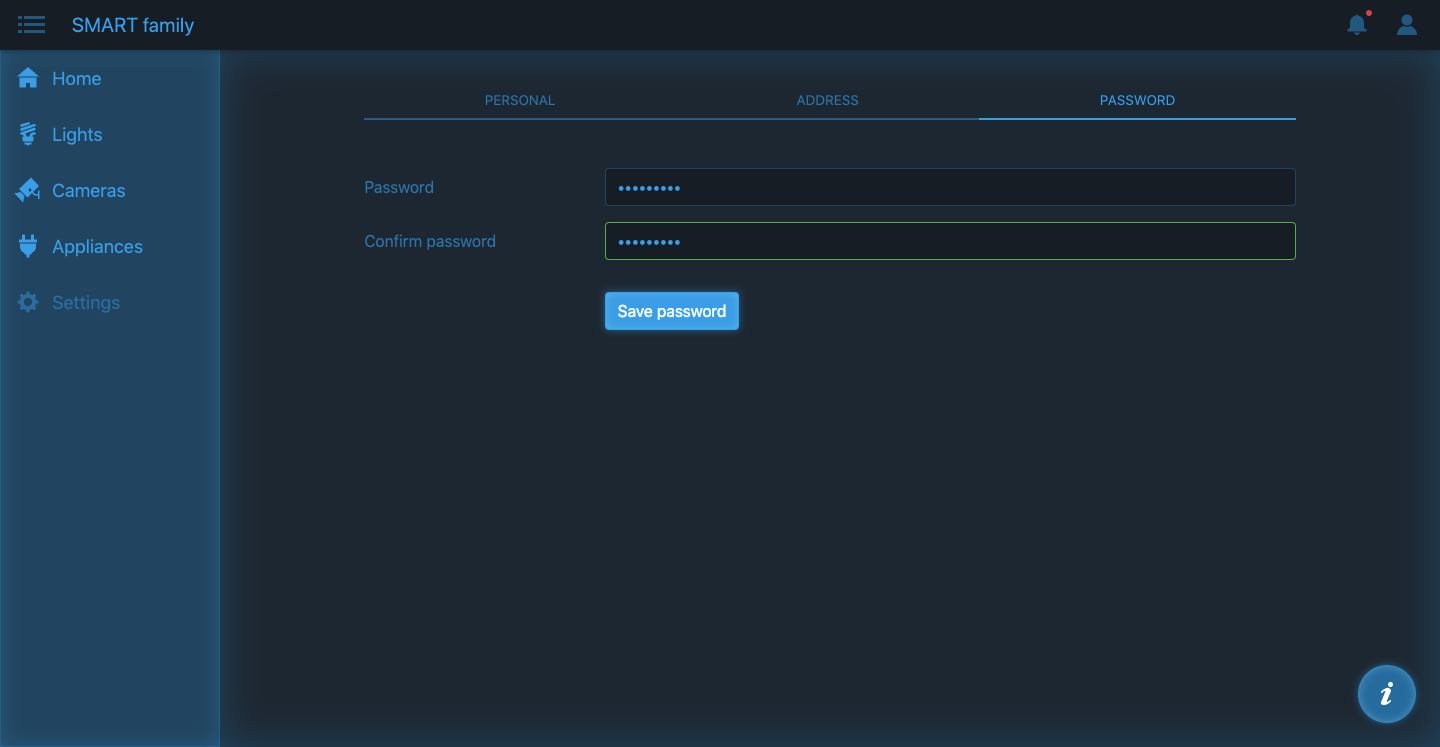 SMART family
Home
Lights
Cameras
Appliances
Settings
PERSONAL ADDRESS PASSWORD
Password •••••••••
Confirm password •••••••••
Save password
i